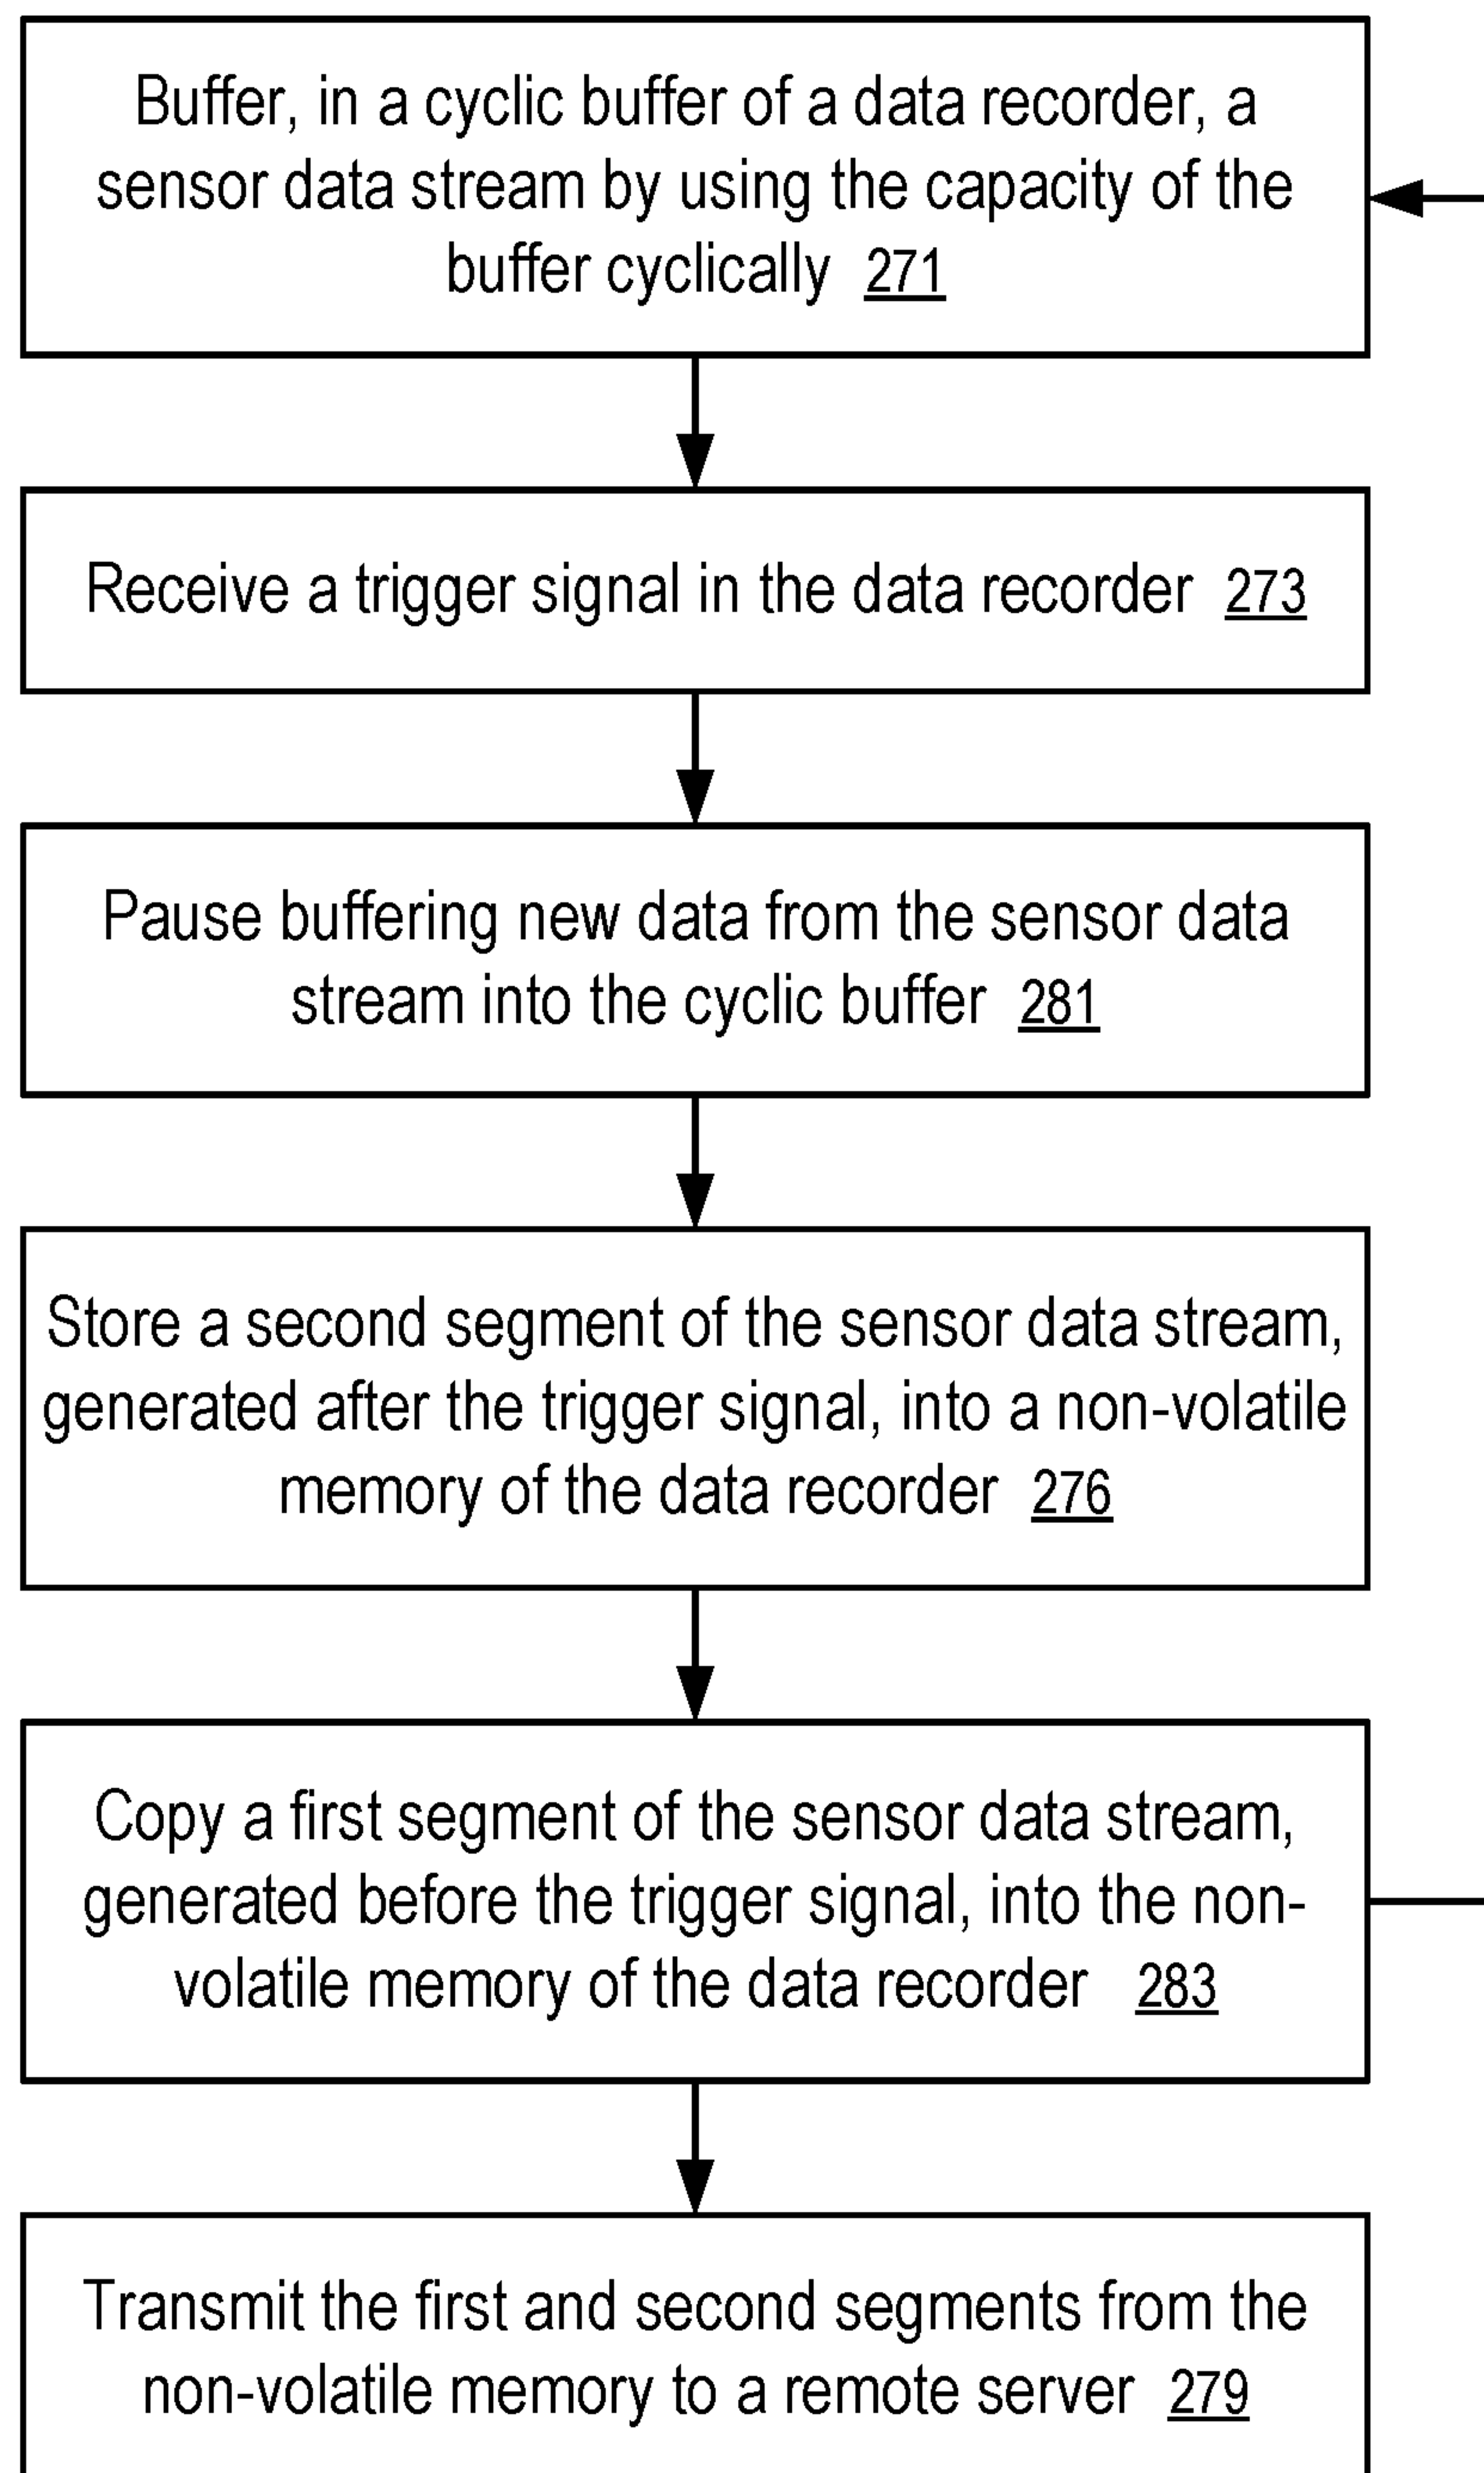 Buffer, in a cyclic buffer of a data recorder, a
sensor data stream by using the capacity of the
buffer cyclically 271
Receive a trigger signal in the data recorder 273
Pause buffering new data from the sensor data
stream into the cyclic buffer 281
Store a second segment of the sensor data stream,
generated after the trigger signal, into a non-volatile
memory of the data recorder 276
Copy a first segment of the sensor data stream,
generated before the trigger signal, into the non-
volatile memory of the data recorder 283
Transmit the first and second segments from the
non-volatile memory to a remote server 279